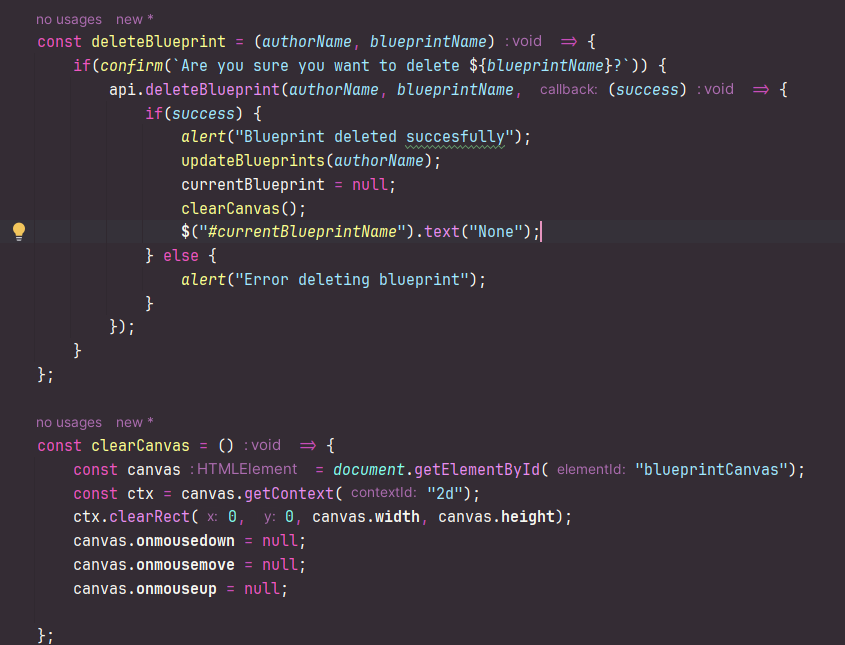 no usages   new *
const deleteBlueprint = (authorName, blueprintName) : void  => {
    if(confirm(`Are you sure you want to delete ${blueprintName}?`)) {
        api.deleteBlueprint(authorName, blueprintName,  callback: (success) : void  => {
            if(success) {
                alert("Blueprint deleted succesfully");
                updateBlueprints(authorName);
                currentBlueprint = null;
                clearCanvas();
                $("#currentBlueprintName").text("None");
            } else {
                alert("Error deleting blueprint");
            }
        });
    }
};
no usages   new *
const clearCanvas = () : void  => {
    const canvas : HTMLElement  = document.getElementById( elementId: "blueprintCanvas");
    const ctx = canvas.getContext( contextId: "2d");
    ctx.clearRect( x: 0,  y: 0, canvas.width, canvas.height);
    canvas.onmousedown = null;
    canvas.onmousemove = null;
    canvas.onmouseup = null;
};